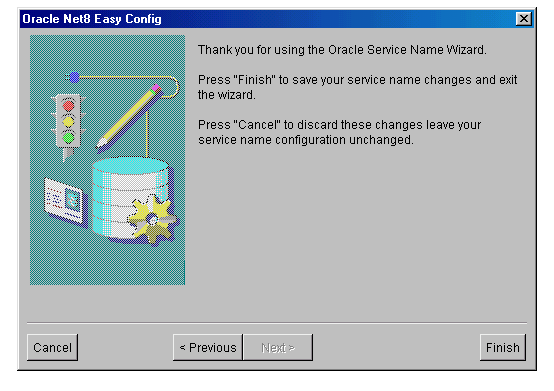 Oracle Net8 Easy Config
Thank you for using the Oracle Service Name Wizard.
Press "Finish" to save your service name changes and exit
the wizard.
Press "Cancel" to discard these changes leave your
service name configuration unchanged.
Cancel
< Previous
Next >
Finish